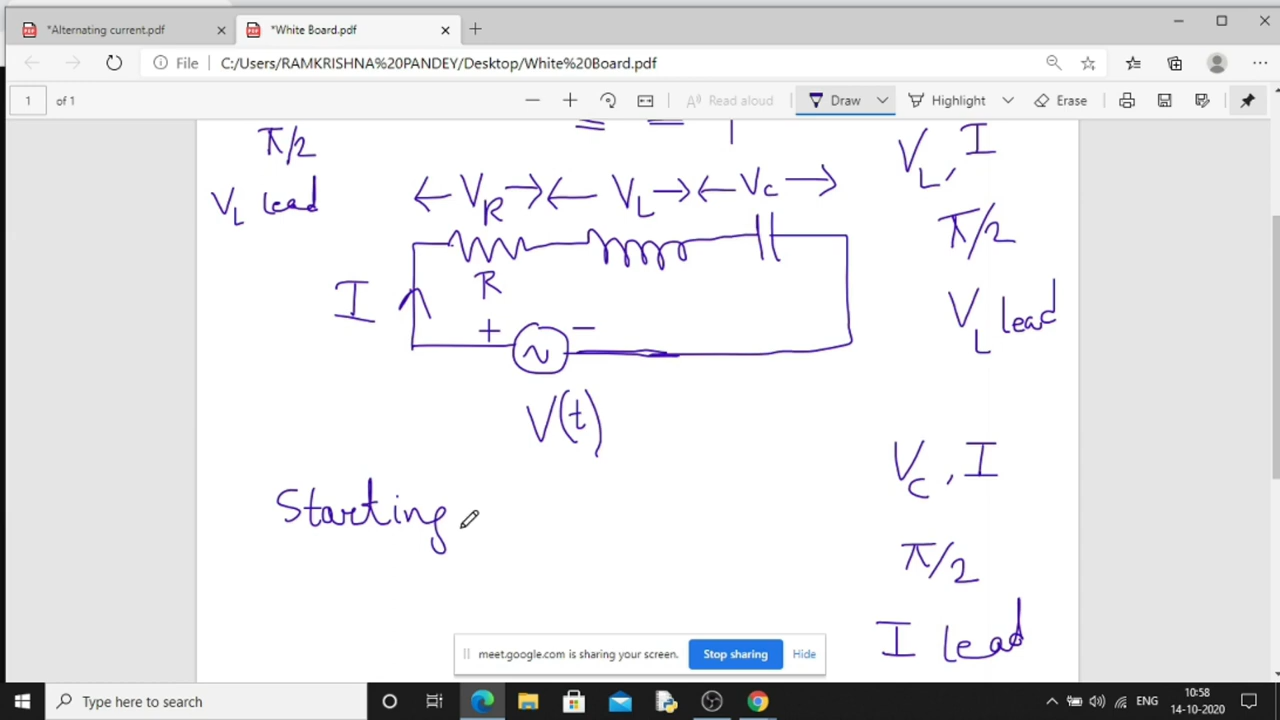 *Alternating current.pdf
*White Board.pdf
File
C:/Users/RAMKRISHNA%20PANDEY/Desktop/White%20Board.pdf
1 of 1
Read aloud
Draw
Highlight
Erase
π/2
V_L lead
V_R V_L V_C
R
I
+ −
V(t)
V_L, I
π/2
V_L lead
Starting
V_C, I
π/2
I lead
meet.google.com is sharing your screen.
Stop sharing
Hide
Type here to search
ENG
10:58
14-10-2020